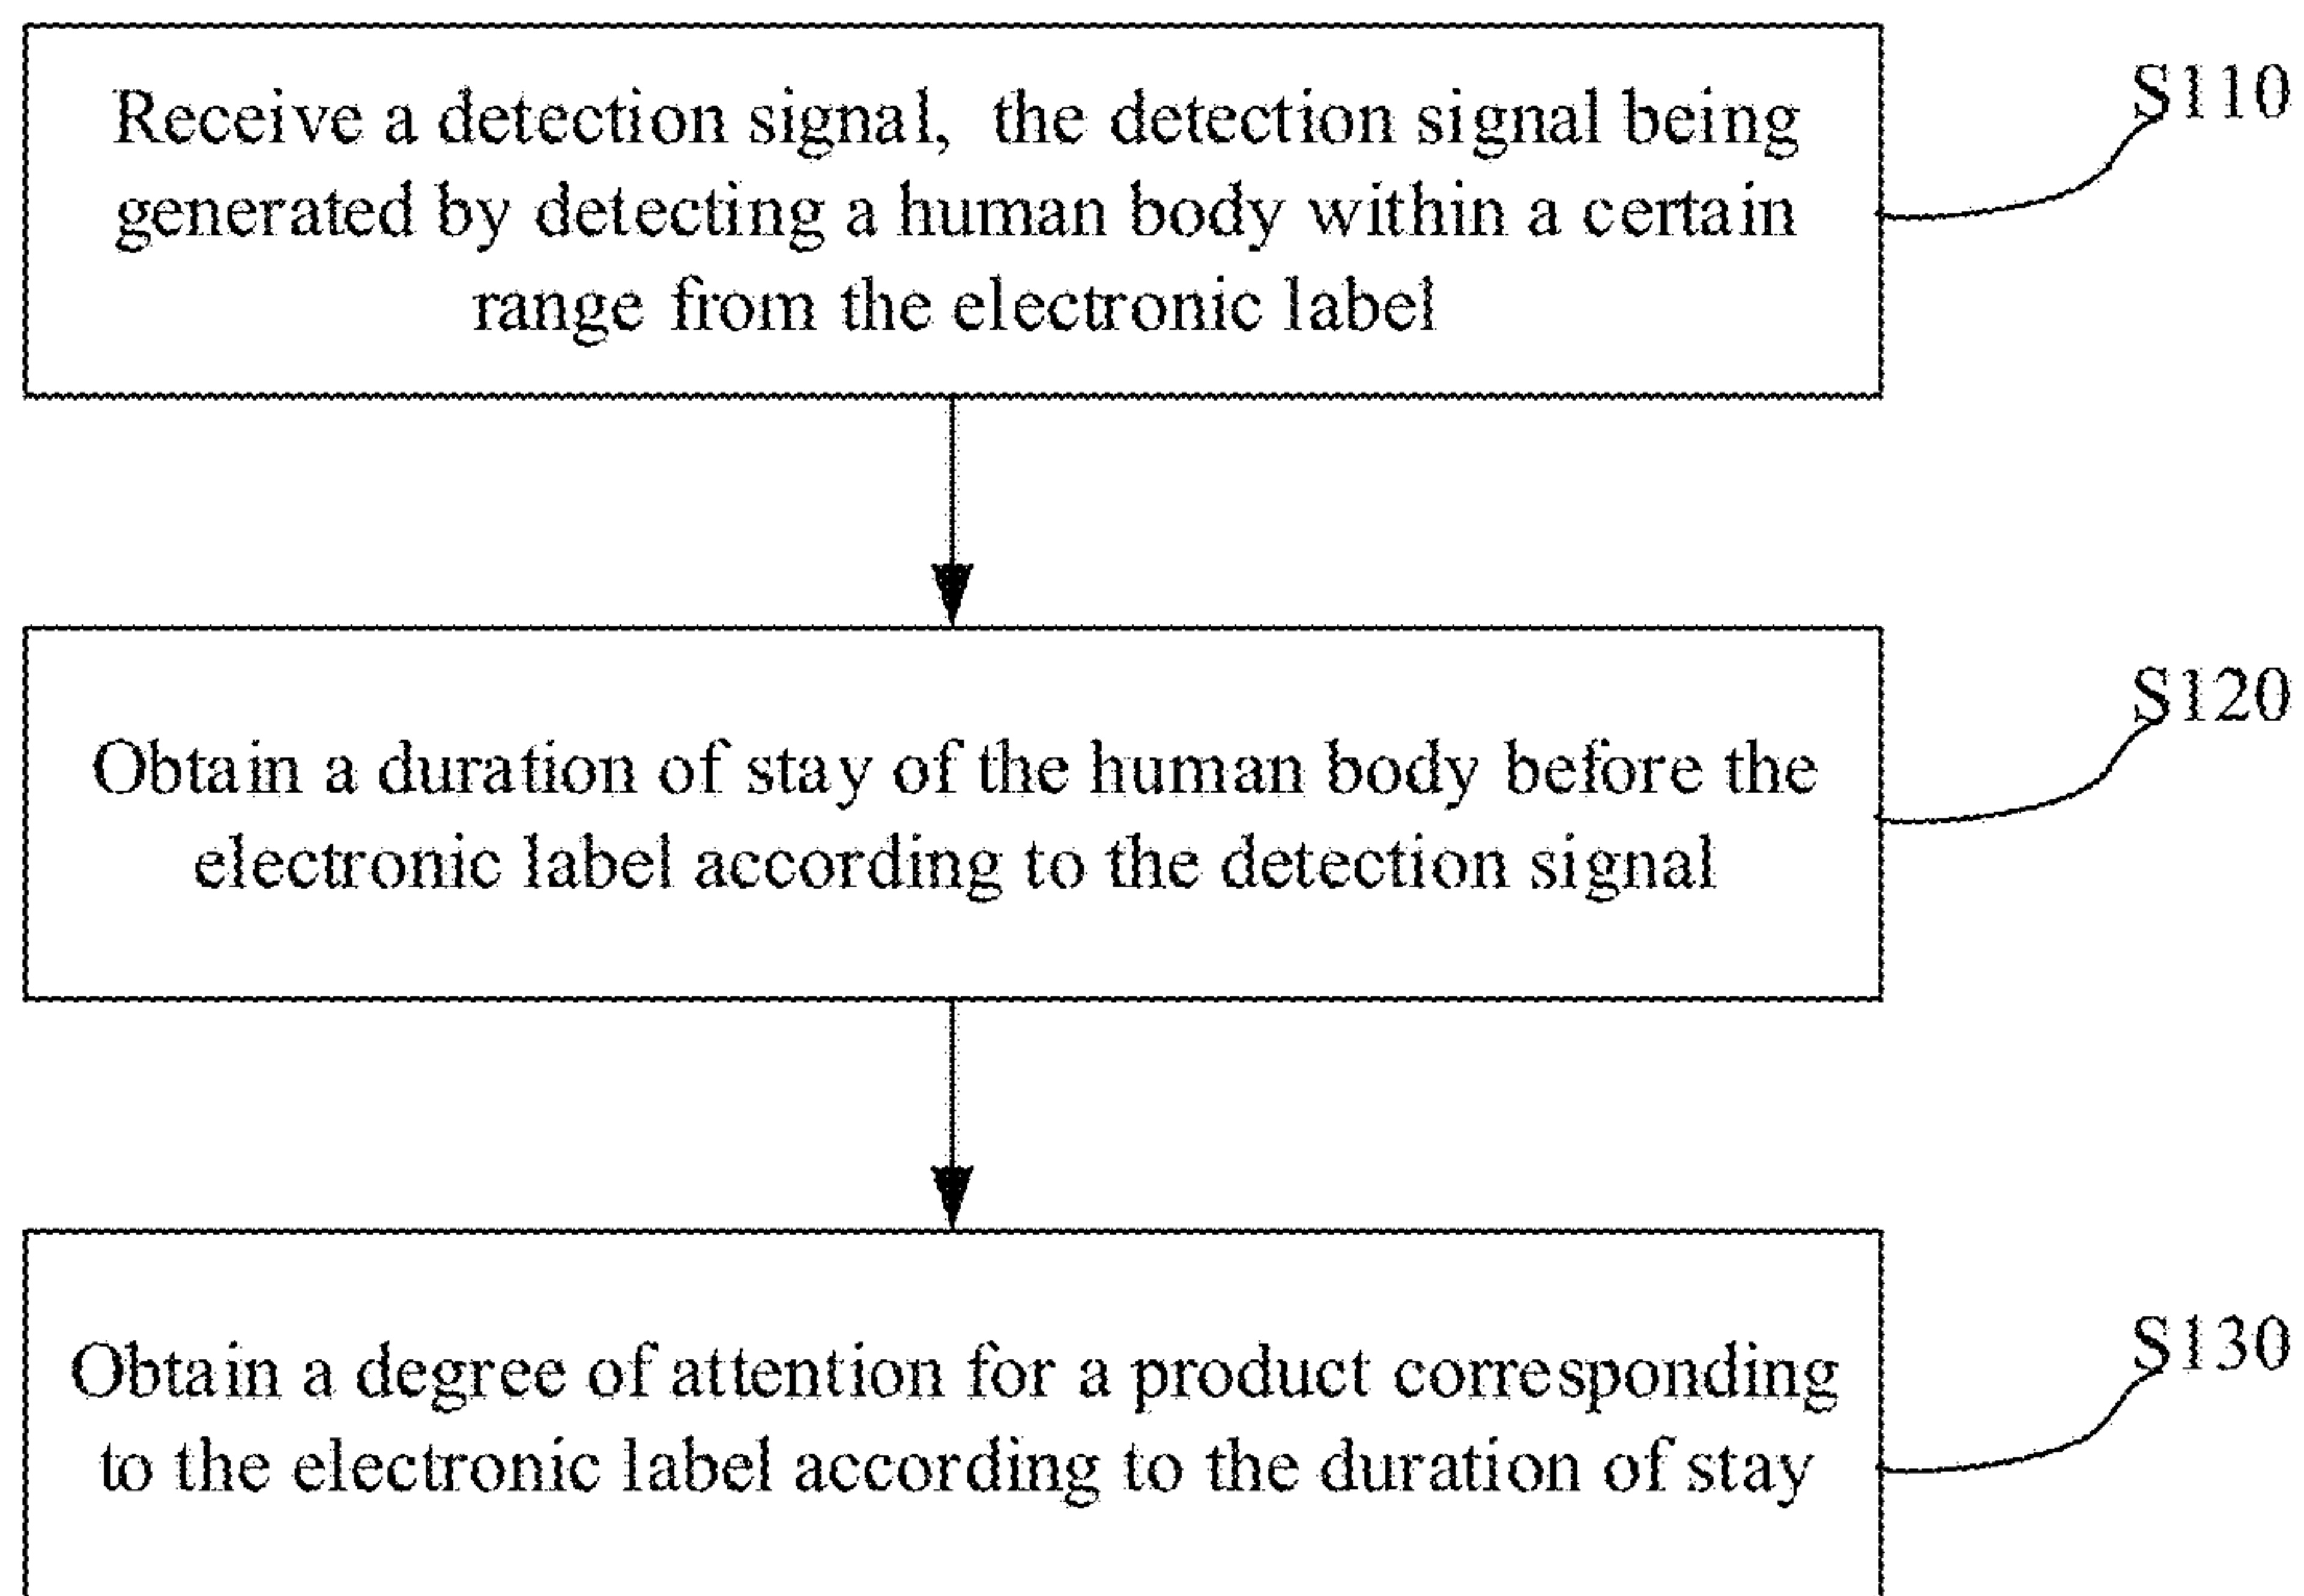 Receive a detection signal, the detection signal being
generated by detecting a human body within a certain
range from the electronic label
S110
Obtain a duration of stay of the human body before the
electronic label according to the detection signal
S120
Obtain a degree of attention for a product corresponding
to the electronic label according to the duration of stay
S130